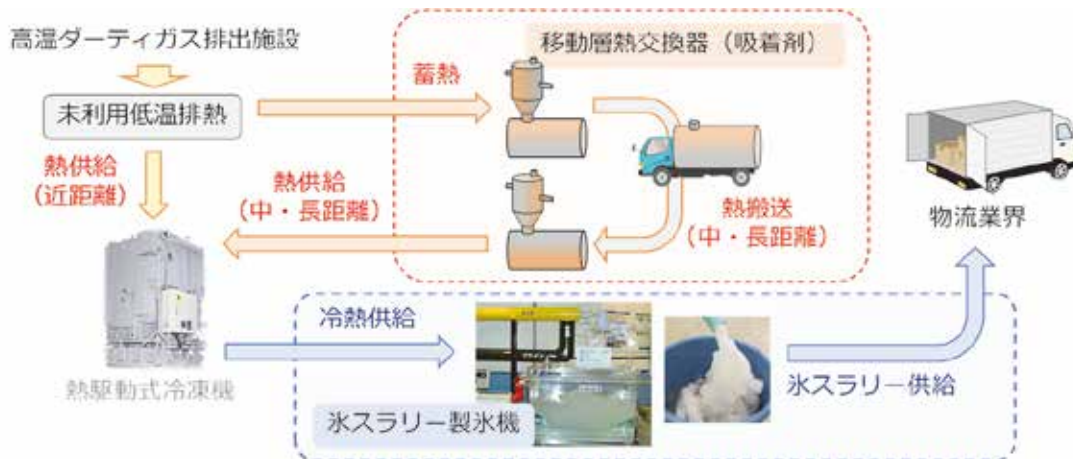 高温ダーティガス排出施設
未利用低温排熱
蓄熱
移動層熱交換器（吸着剤）
熱供給
（近距離）
熱供給
（中・長距離）
熱搬送
（中・長距離）
物流業界
熱駆動式冷凍機
冷熱供給
氷スラリー製氷機
氷スラリー供給